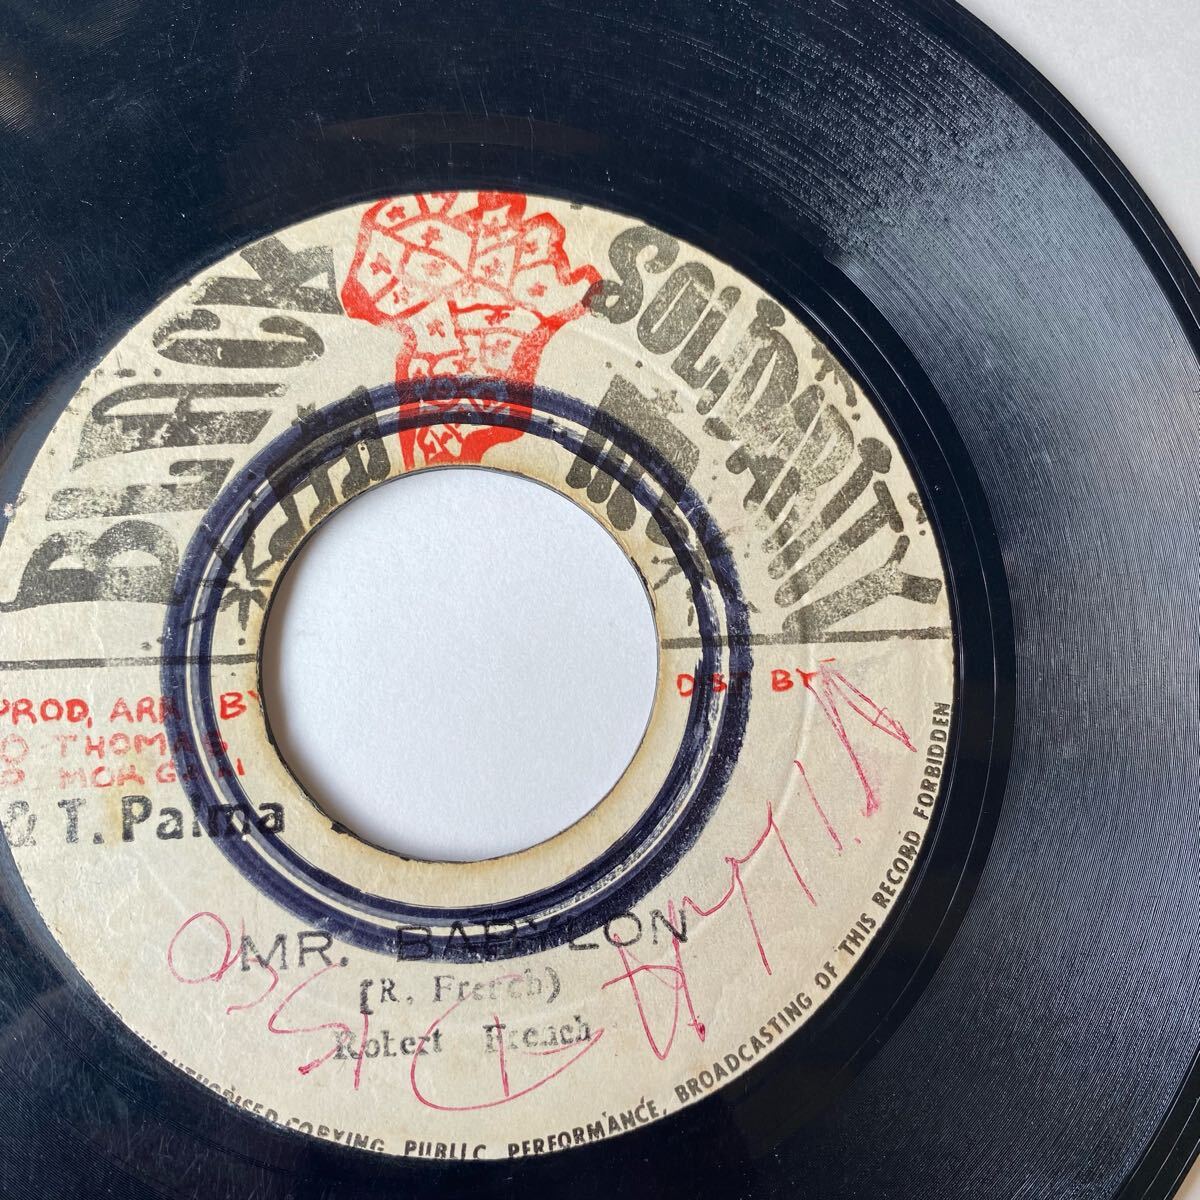 BLACK
SOLIDARITY
PROD, ARR BY
O THOMAS
D MORGAN
& T. Palma
DIST BY
MR. BABYLON
[R. French)
Robert French
AUTHORISED COPYING PUBLIC PERFORMANCE, BROADCASTING OF THIS RECORD FORBIDDEN